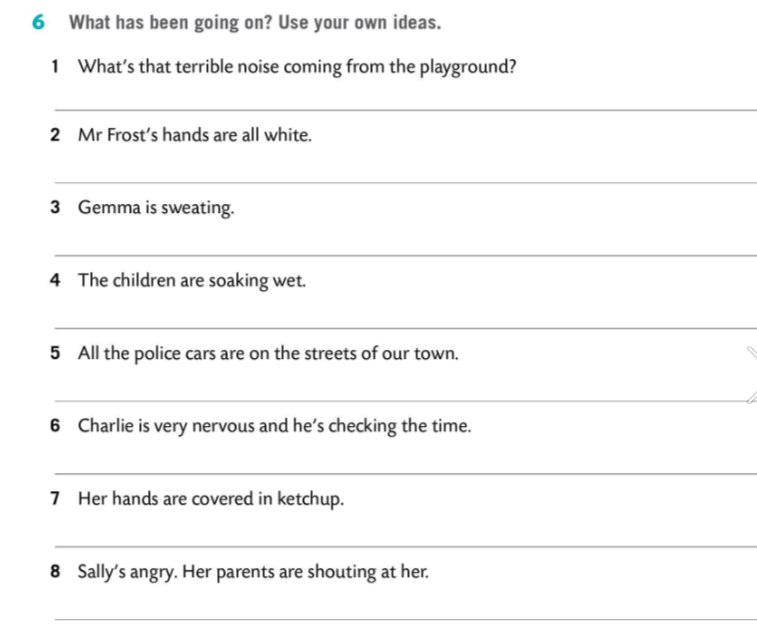 6 What has been going on? Use your own ideas.
1 What's that terrible noise coming from the playground?
2 Mr Frost's hands are all white.
3 Gemma is sweating.
4 The children are soaking wet.
5 All the police cars are on the streets of our town.
6 Charlie is very nervous and he's checking the time.
7 Her hands are covered in ketchup.
8 Sally's angry. Her parents are shouting at her.